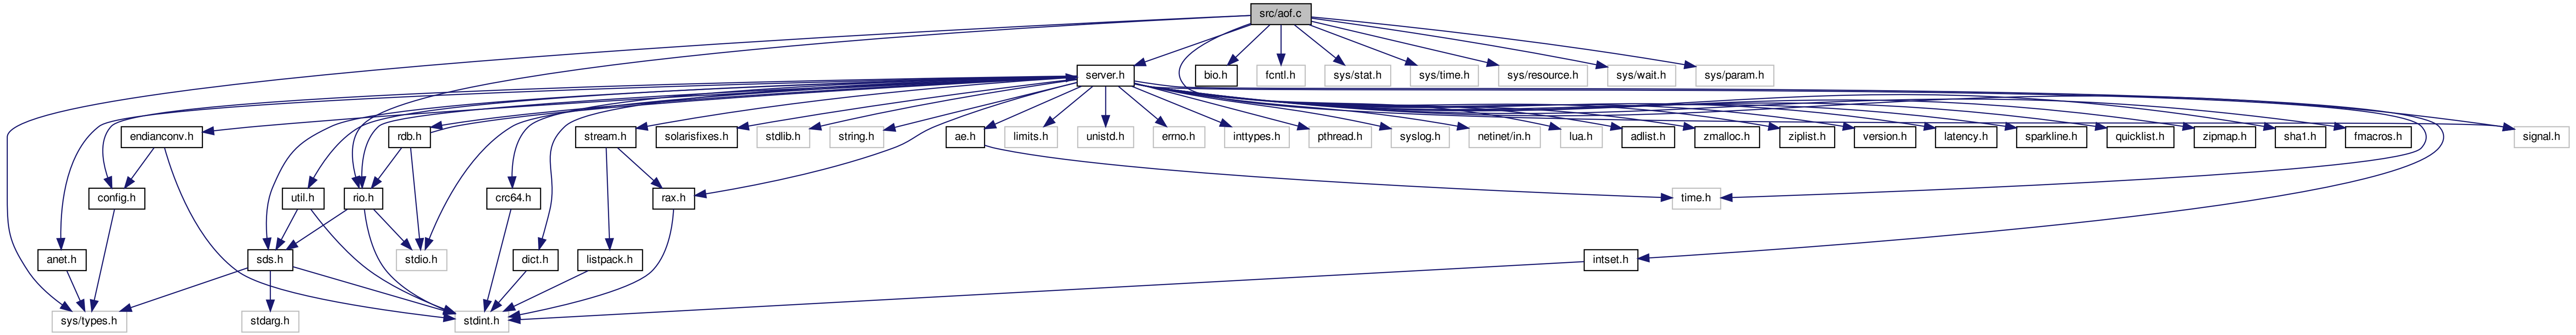 src/aof.c
server.h
bio.h
fcntl.h
sys/stat.h
sys/time.h
sys/resource.h
sys/wait.h
sys/param.h
endianconv.h
rdb.h
stream.h
solarisfixes.h
stdlib.h
string.h
ae.h
limits.h
unistd.h
errno.h
inttypes.h
pthread.h
syslog.h
netinet/in.h
lua.h
adlist.h
zmalloc.h
ziplist.h
version.h
latency.h
sparkline.h
quicklist.h
zipmap.h
sha1.h
fmacros.h
signal.h
config.h
util.h
rio.h
crc64.h
rax.h
time.h
anet.h
sds.h
stdio.h
dict.h
listpack.h
intset.h
sys/types.h
stdarg.h
stdint.h